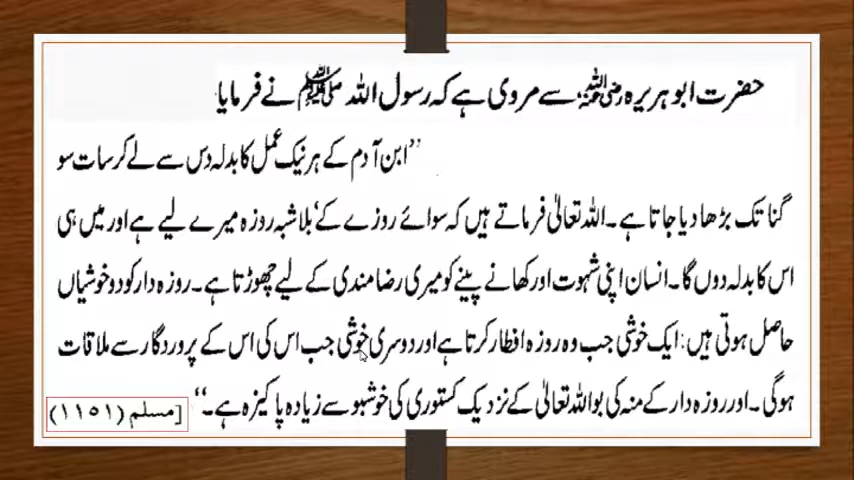 حضرت ابو ہریرہ رضی اللہ عنہ سے مروی ہے کہ رسول اللہ ﷺ نے فرمایا
”ابن آدم کے ہر نیک عمل کا بدلہ دس سے لے کر سات سو
گنا تک بڑھا دیا جاتا ہے۔ اللہ تعالیٰ فرماتے ہیں کہ سوائے روزے کے‘ بلاشبہ روزہ میرے لیے ہے اور میں ہی
اس کا بدلہ دوں گا۔ انسان اپنی شہوت اور کھانے پینے کو میری رضا مندی کے لیے چھوڑتا ہے۔ روزہ دار کو دو خوشیاں
حاصل ہوتی ہیں: ایک خوشی جب وہ روزہ افطار کرتا ہے اور دوسری خوشی جب اس کی اس کے پروردگار سے ملاقات
ہوگی۔ اور روزہ دار کے منہ کی بو اللہ تعالیٰ کے نزدیک کستوری کی خوشبو سے زیادہ پاکیزہ ہے۔“ [مسلم (١١٥١)